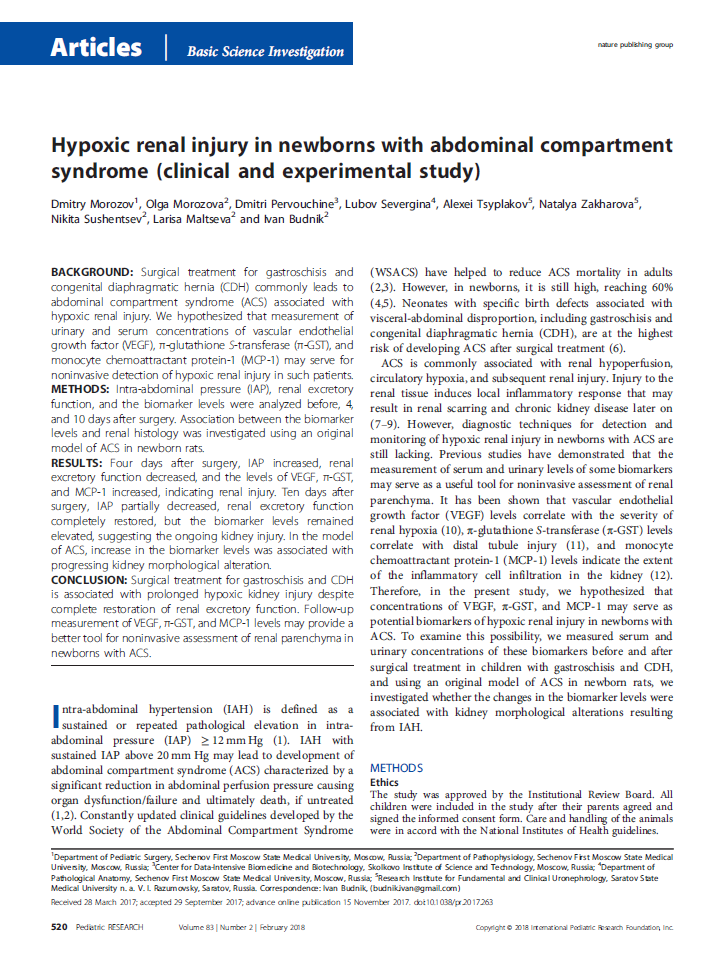 Articles
Basic Science Investigation
nature publishing group
Hypoxic renal injury in newborns with abdominal compartment
syndrome (clinical and experimental study)
Dmitry Morozov1, Olga Morozova2, Dmitri Pervouchine3, Lubov Severgina4, Alexei Tsyplakov5, Natalya Zakharova5,
Nikita Sushentsev2, Larisa Maltseva2 and Ivan Budnik2
BACKGROUND: Surgical treatment for gastroschisis and
congenital diaphragmatic hernia (CDH) commonly leads to
abdominal compartment syndrome (ACS) associated with
hypoxic renal injury. We hypothesized that measurement of
urinary and serum concentrations of vascular endothelial
growth factor (VEGF), π-glutathione S-transferase (π-GST), and
monocyte chemoattractant protein-1 (MCP-1) may serve for
noninvasive detection of hypoxic renal injury in such patients.
METHODS: Intra-abdominal pressure (IAP), renal excretory
function, and the biomarker levels were analyzed before, 4,
and 10 days after surgery. Association between the biomarker
levels and renal histology was investigated using an original
model of ACS in newborn rats.
RESULTS: Four days after surgery, IAP increased, renal
excretory function decreased, and the levels of VEGF, π-GST,
and MCP-1 increased, indicating renal injury. Ten days after
surgery, IAP partially decreased, renal excretory function
completely restored, but the biomarker levels remained
elevated, suggesting the ongoing kidney injury. In the model
of ACS, increase in the biomarker levels was associated with
progressing kidney morphological alteration.
CONCLUSION: Surgical treatment for gastroschisis and CDH
is associated with prolonged hypoxic kidney injury despite
complete restoration of renal excretory function. Follow-up
measurement of VEGF, π-GST, and MCP-1 levels may provide a
better tool for noninvasive assessment of renal parenchyma in
newborns with ACS.
Intra-abdominal hypertension (IAH) is defined as a
sustained or repeated pathological elevation in intra-
abdominal pressure (IAP) ≥ 12 mm Hg (1). IAH with
sustained IAP above 20 mm Hg may lead to development of
abdominal compartment syndrome (ACS) characterized by a
significant reduction in abdominal perfusion pressure causing
organ dysfunction/failure and ultimately death, if untreated
(1,2). Constantly updated clinical guidelines developed by the
World Society of the Abdominal Compartment Syndrome
(WSACS) have helped to reduce ACS mortality in adults
(2,3). However, in newborns, it is still high, reaching 60%
(4,5). Neonates with specific birth defects associated with
visceral-abdominal disproportion, including gastroschisis and
congenital diaphragmatic hernia (CDH), are at the highest
risk of developing ACS after surgical treatment (6).
ACS is commonly associated with renal hypoperfusion,
circulatory hypoxia, and subsequent renal injury. Injury to the
renal tissue induces local inflammatory response that may
result in renal scarring and chronic kidney disease later on
(7–9). However, diagnostic techniques for detection and
monitoring of hypoxic renal injury in newborns with ACS are
still lacking. Previous studies have demonstrated that the
measurement of serum and urinary levels of some biomarkers
may serve as a useful tool for noninvasive assessment of renal
parenchyma. It has been shown that vascular endothelial
growth factor (VEGF) levels correlate with the severity of
renal hypoxia (10), π-glutathione S-transferase (π-GST) levels
correlate with distal tubule injury (11), and monocyte
chemoattractant protein-1 (MCP-1) levels indicate the extent
of the inflammatory cell infiltration in the kidney (12).
Therefore, in the present study, we hypothesized that
concentrations of VEGF, π-GST, and MCP-1 may serve as
potential biomarkers of hypoxic renal injury in newborns with
ACS. To examine this possibility, we measured serum and
urinary concentrations of these biomarkers before and after
surgical treatment in children with gastroschisis and CDH,
and using an original model of ACS in newborn rats, we
investigated whether the changes in the biomarker levels were
associated with kidney morphological alterations resulting
from IAH.
METHODS
Ethics
The study was approved by the Institutional Review Board. All
children were included in the study after their parents agreed and
signed the informed consent form. Care and handling of the animals
were in accord with the National Institutes of Health guidelines.
1Department of Pediatric Surgery, Sechenov First Moscow State Medical University, Moscow, Russia; 2Department of Pathophysiology, Sechenov First Moscow State Medical
University, Moscow, Russia; 3Center for Data-Intensive Biomedicine and Biotechnology, Skolkovo Institute of Science and Technology, Moscow, Russia; 4Department of
Pathological Anatomy, Sechenov First Moscow State Medical University, Moscow, Russia; 5Research Institute for Fundamental and Clinical Uronephrology, Saratov State
Medical University n. a. V. I. Razumovsky, Saratov, Russia. Correspondence: Ivan Budnik, (budnikivan@gmail.com)
Received 28 March 2017; accepted 29 September 2017; advance online publication 15 November 2017. doi:10.1038/pr.2017.263
520 Pediatric RESEARCH Volume 83 | Number 2 | February 2018
Copyright © 2018 International Pediatric Research Foundation, Inc.